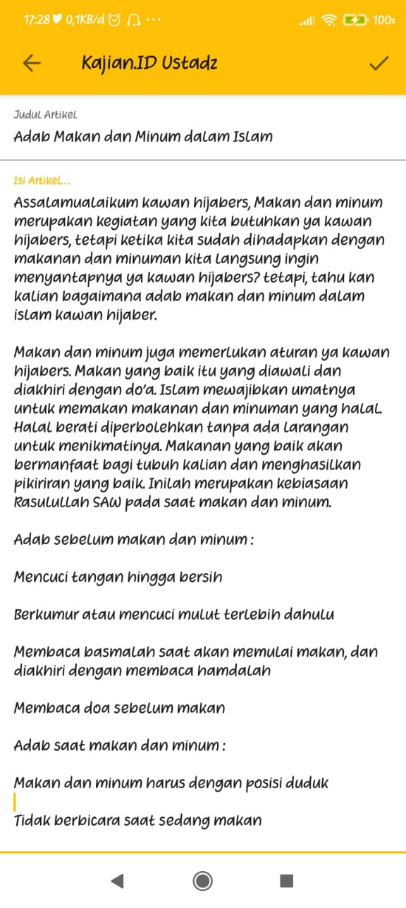 17:28 0,1KB/d ... 100%
Kajian.ID Ustadz
Judul Artikel
Adab Makan dan Minum dalam Islam
Isi Artikel...
Assalamualaikum kawan hijabers, Makan dan minum
merupakan kegiatan yang kita butuhkan ya kawan
hijabers, tetapi ketika kita sudah dihadapkan dengan
makanan dan minuman kita langsung ingin
menyantapnya ya kawan hijabers? tetapi, tahu kan
kalian bagaimana adab makan dan minum dalam
islam kawan hijaber.
Makan dan minum juga memerlukan aturan ya kawan
hijabers. Makan yang baik itu yang diawali dan
diakhiri dengan do'a. Islam mewajibkan umatnya
untuk memakan makanan dan minuman yang halal.
Halal berati diperbolehkan tanpa ada larangan
untuk menikmatinya. Makanan yang baik akan
bermanfaat bagi tubuh kalian dan menghasilkan
pikiriran yang baik. Inilah merupakan kebiasaan
Rasulullah SAW pada saat makan dan minum.
Adab sebelum makan dan minum :
Mencuci tangan hingga bersih
Berkumur atau mencuci mulut terlebih dahulu
Membaca basmalah saat akan memulai makan, dan
diakhiri dengan membaca hamdalah
Membaca doa sebelum makan
Adab saat makan dan minum :
Makan dan minum harus dengan posisi duduk
Tidak berbicara saat sedang makan